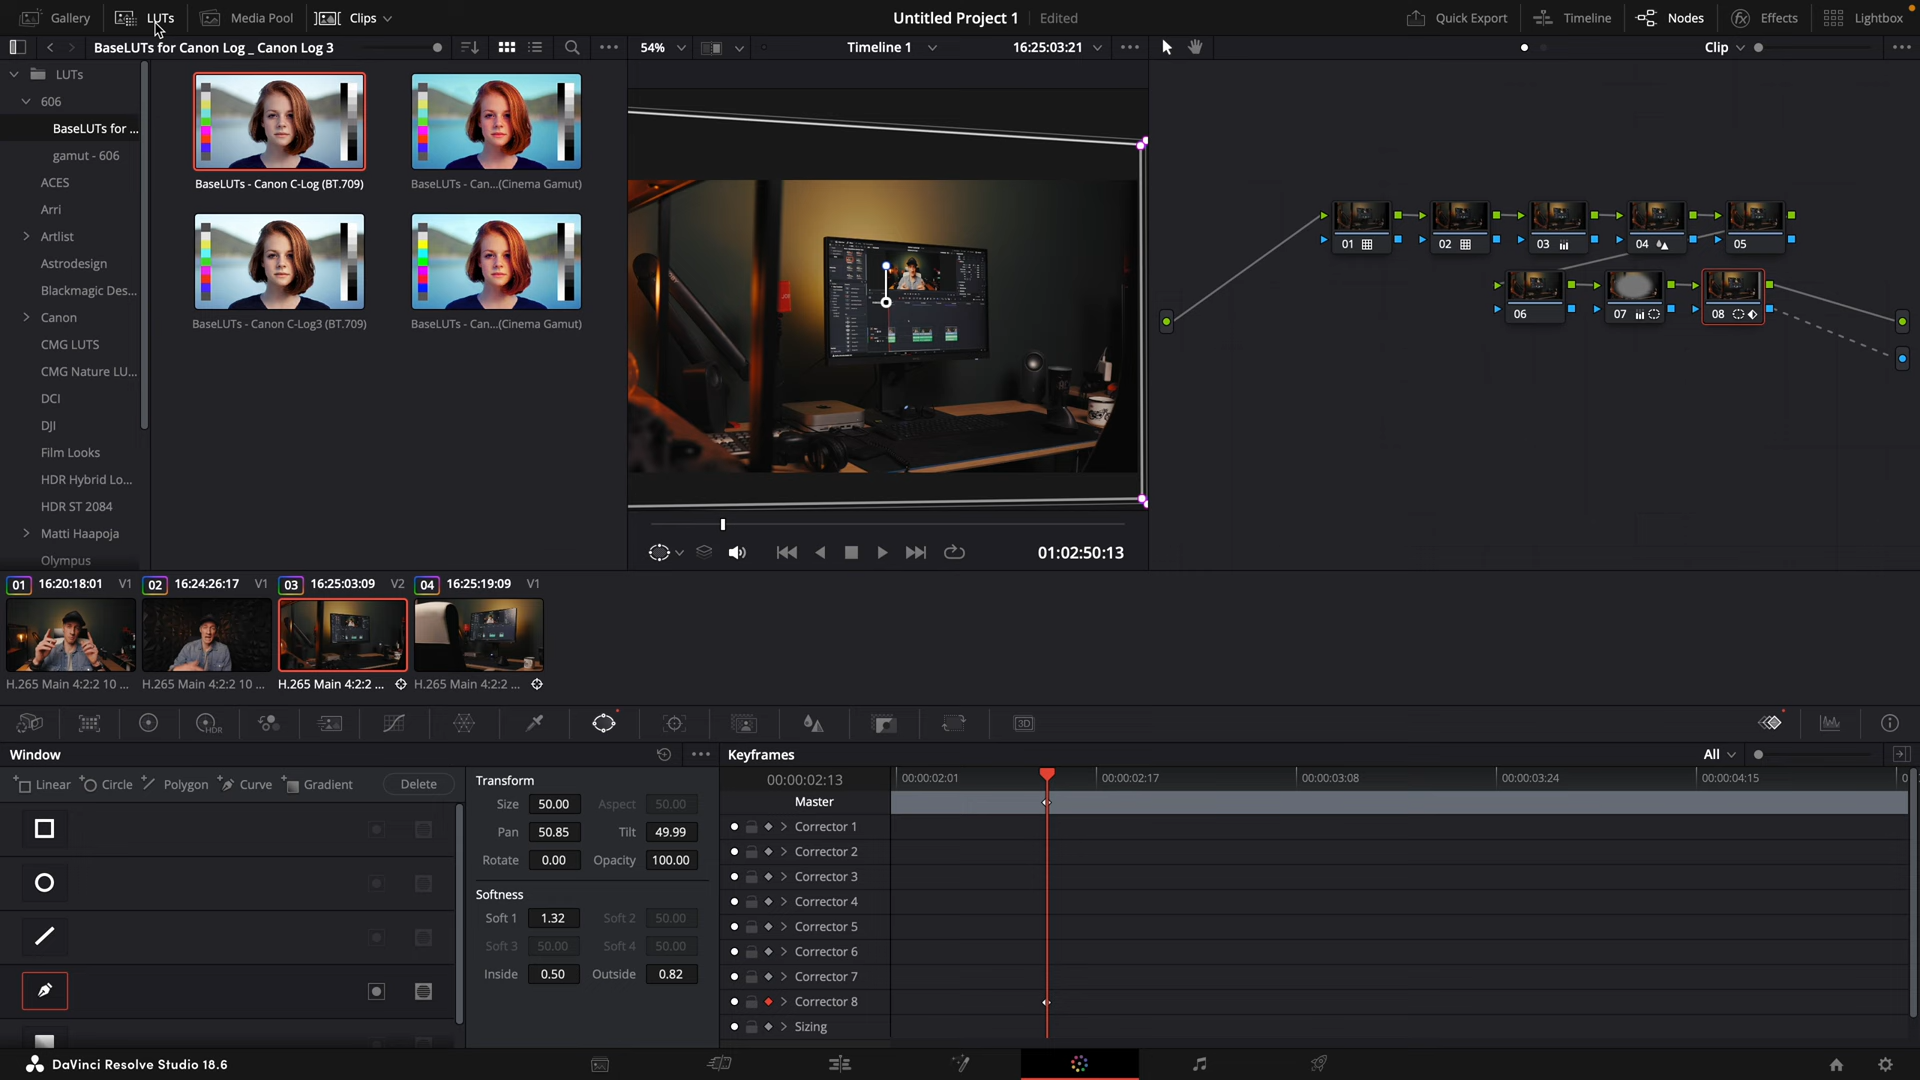 Gallery
LUTs
Media Pool
Clips
Untitled Project 1
Edited
Quick Export
Timeline
Nodes
Effects
Lightbox
BaseLUTs for Canon Log _ Canon Log 3
54%
Timeline 1
16:25:03:21
Clip
LUTs
606
BaseLUTs for ...
gamut - 606
ACES
Arri
Artlist
Astrodesign
Blackmagic Des...
Canon
CMG LUTS
CMG Nature LU...
DCI
DJI
Film Looks
HDR Hybrid Lo...
HDR ST 2084
Matti Haapoja
Olympus
BaseLUTs - Canon C-Log (BT.709)
BaseLUTs - Can...(Cinema Gamut)
BaseLUTs - Canon C-Log3 (BT.709)
BaseLUTs - Can...(Cinema Gamut)
01
02
03
04
05
06
07
08
01:02:50:13
01 16:20:18:01 V1
02 16:24:26:17 V1
03 16:25:03:09 V2
04 16:25:19:09 V1
H.265 Main 4:2:2 10 ...
H.265 Main 4:2:2 10 ...
H.265 Main 4:2:2 ...
H.265 Main 4:2:2 ...
HDR
3D
Window
Linear
Circle
Polygon
Curve
Gradient
Delete
Transform
Size 50.00 Aspect 50.00
Pan 50.85 Tilt 49.99
Rotate 0.00 Opacity 100.00
Softness
Soft 1 1.32 Soft 2 50.00
Soft 3 50.00 Soft 4 50.00
Inside 0.50 Outside 0.82
Keyframes
All
00:00:02:13
00:00:02:01
00:00:02:17
00:00:03:08
00:00:03:24
00:00:04:15
Master
Corrector 1
Corrector 2
Corrector 3
Corrector 4
Corrector 5
Corrector 6
Corrector 7
Corrector 8
Sizing
DaVinci Resolve Studio 18.6